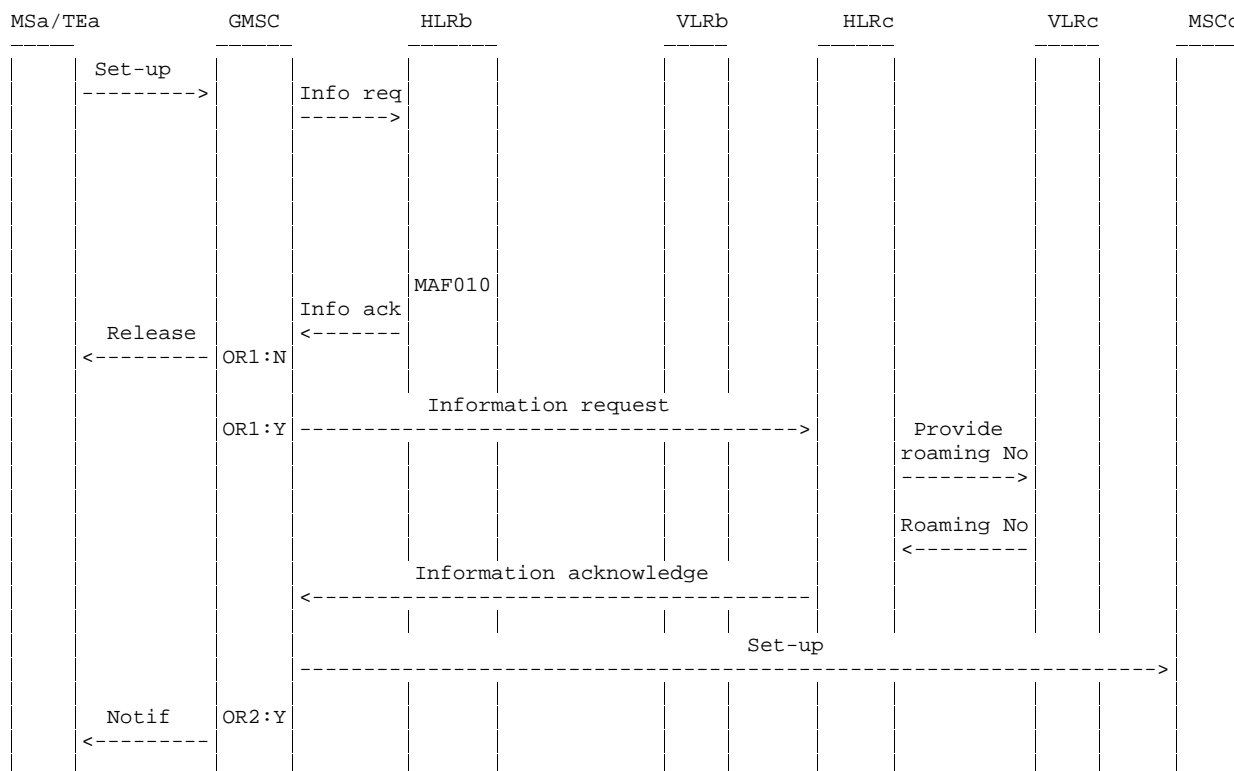 MSa/TEa GMSC HLRb VLRb HLRc VLRc MSCc
Set-up
Info req
MAF010
Info ack
Release
OR1:N
Information request
OR1:Y Provide
roaming No
Roaming No
Information acknowledge
Set-up
Notif OR2:Y